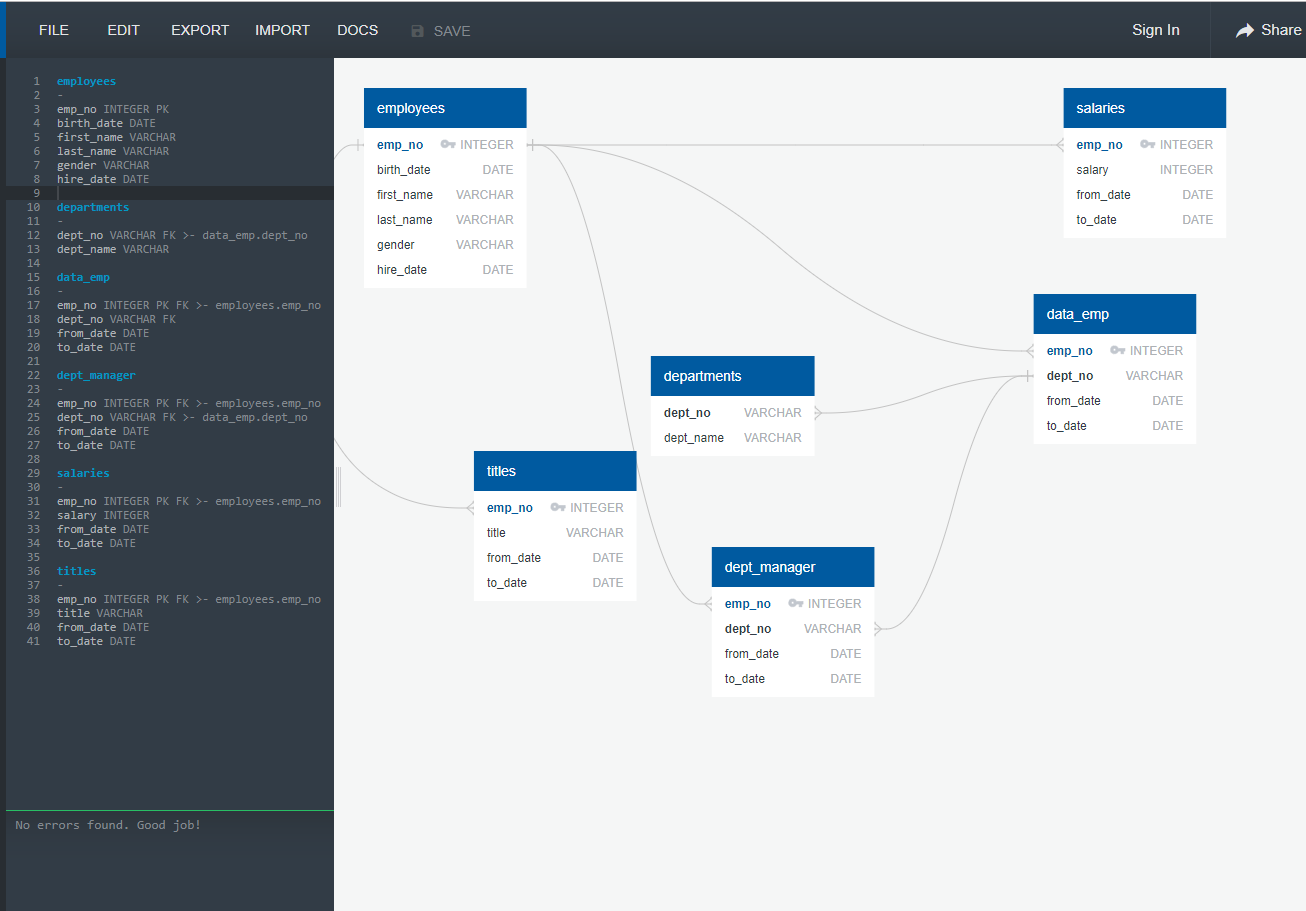 FILE EDIT EXPORT IMPORT DOCS SAVE Sign In Share
1 employees
2 -
3 emp_no INTEGER PK
4 birth_date DATE
5 first_name VARCHAR
6 last_name VARCHAR
7 gender VARCHAR
8 hire_date DATE
9
10 departments
11 -
12 dept_no VARCHAR FK >- data_emp.dept_no
13 dept_name VARCHAR
14
15 data_emp
16 -
17 emp_no INTEGER PK FK >- employees.emp_no
18 dept_no VARCHAR FK
19 from_date DATE
20 to_date DATE
21
22 dept_manager
23 -
24 emp_no INTEGER PK FK >- employees.emp_no
25 dept_no VARCHAR FK >- data_emp.dept_no
26 from_date DATE
27 to_date DATE
28
29 salaries
30 -
31 emp_no INTEGER PK FK >- employees.emp_no
32 salary INTEGER
33 from_date DATE
34 to_date DATE
35
36 titles
37 -
38 emp_no INTEGER PK FK >- employees.emp_no
39 title VARCHAR
40 from_date DATE
41 to_date DATE
No errors found. Good job!
employees
emp_no INTEGER
birth_date DATE
first_name VARCHAR
last_name VARCHAR
gender VARCHAR
hire_date DATE
salaries
emp_no INTEGER
salary INTEGER
from_date DATE
to_date DATE
data_emp
emp_no INTEGER
dept_no VARCHAR
from_date DATE
to_date DATE
departments
dept_no VARCHAR
dept_name VARCHAR
titles
emp_no INTEGER
title VARCHAR
from_date DATE
to_date DATE
dept_manager
emp_no INTEGER
dept_no VARCHAR
from_date DATE
to_date DATE